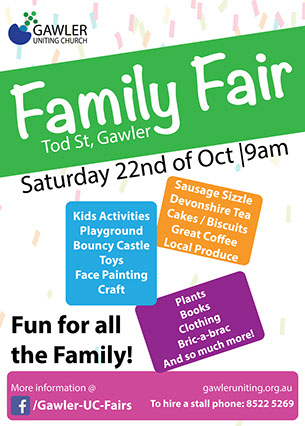 GAWLER
UNITING CHURCH
Family Fair
Tod St, Gawler
Saturday 22nd of Oct |9am
Sausage Sizzle
Devonshire Tea
Cakes / Biscuits
Great Coffee
Local Produce
Kids Activities
Playground
Bouncy Castle
Toys
Face Painting
Craft
Plants
Books
Clothing
Bric-a-brac
And so much more!
Fun for all
the Family!
More information @
f /Gawler-UC-Fairs
gawleruniting.org.au
To hire a stall phone: 8522 5269